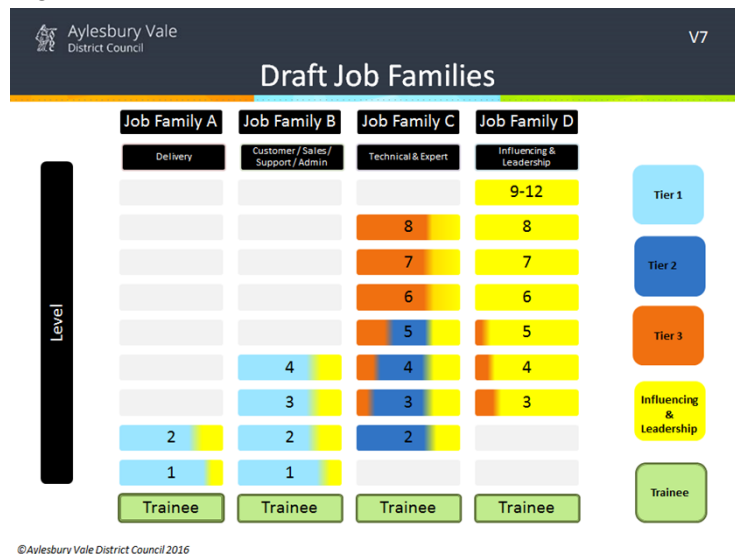 Aylesbury Vale
District Council
V7
Draft Job Families
Job Family A
Job Family B
Job Family C
Job Family D
Delivery
Customer / Sales /
Support / Admin
Technical & Expert
Influencing &
Leadership
9-12
Tier 1
8
8
7
7
Tier 2
6
6
Level
5
5
Tier 3
4
4
4
3
3
3
Influencing
&
Leadership
2
2
2
1
1
Trainee
Trainee
Trainee
Trainee
Trainee
©Aylesbury Vale District Council 2016